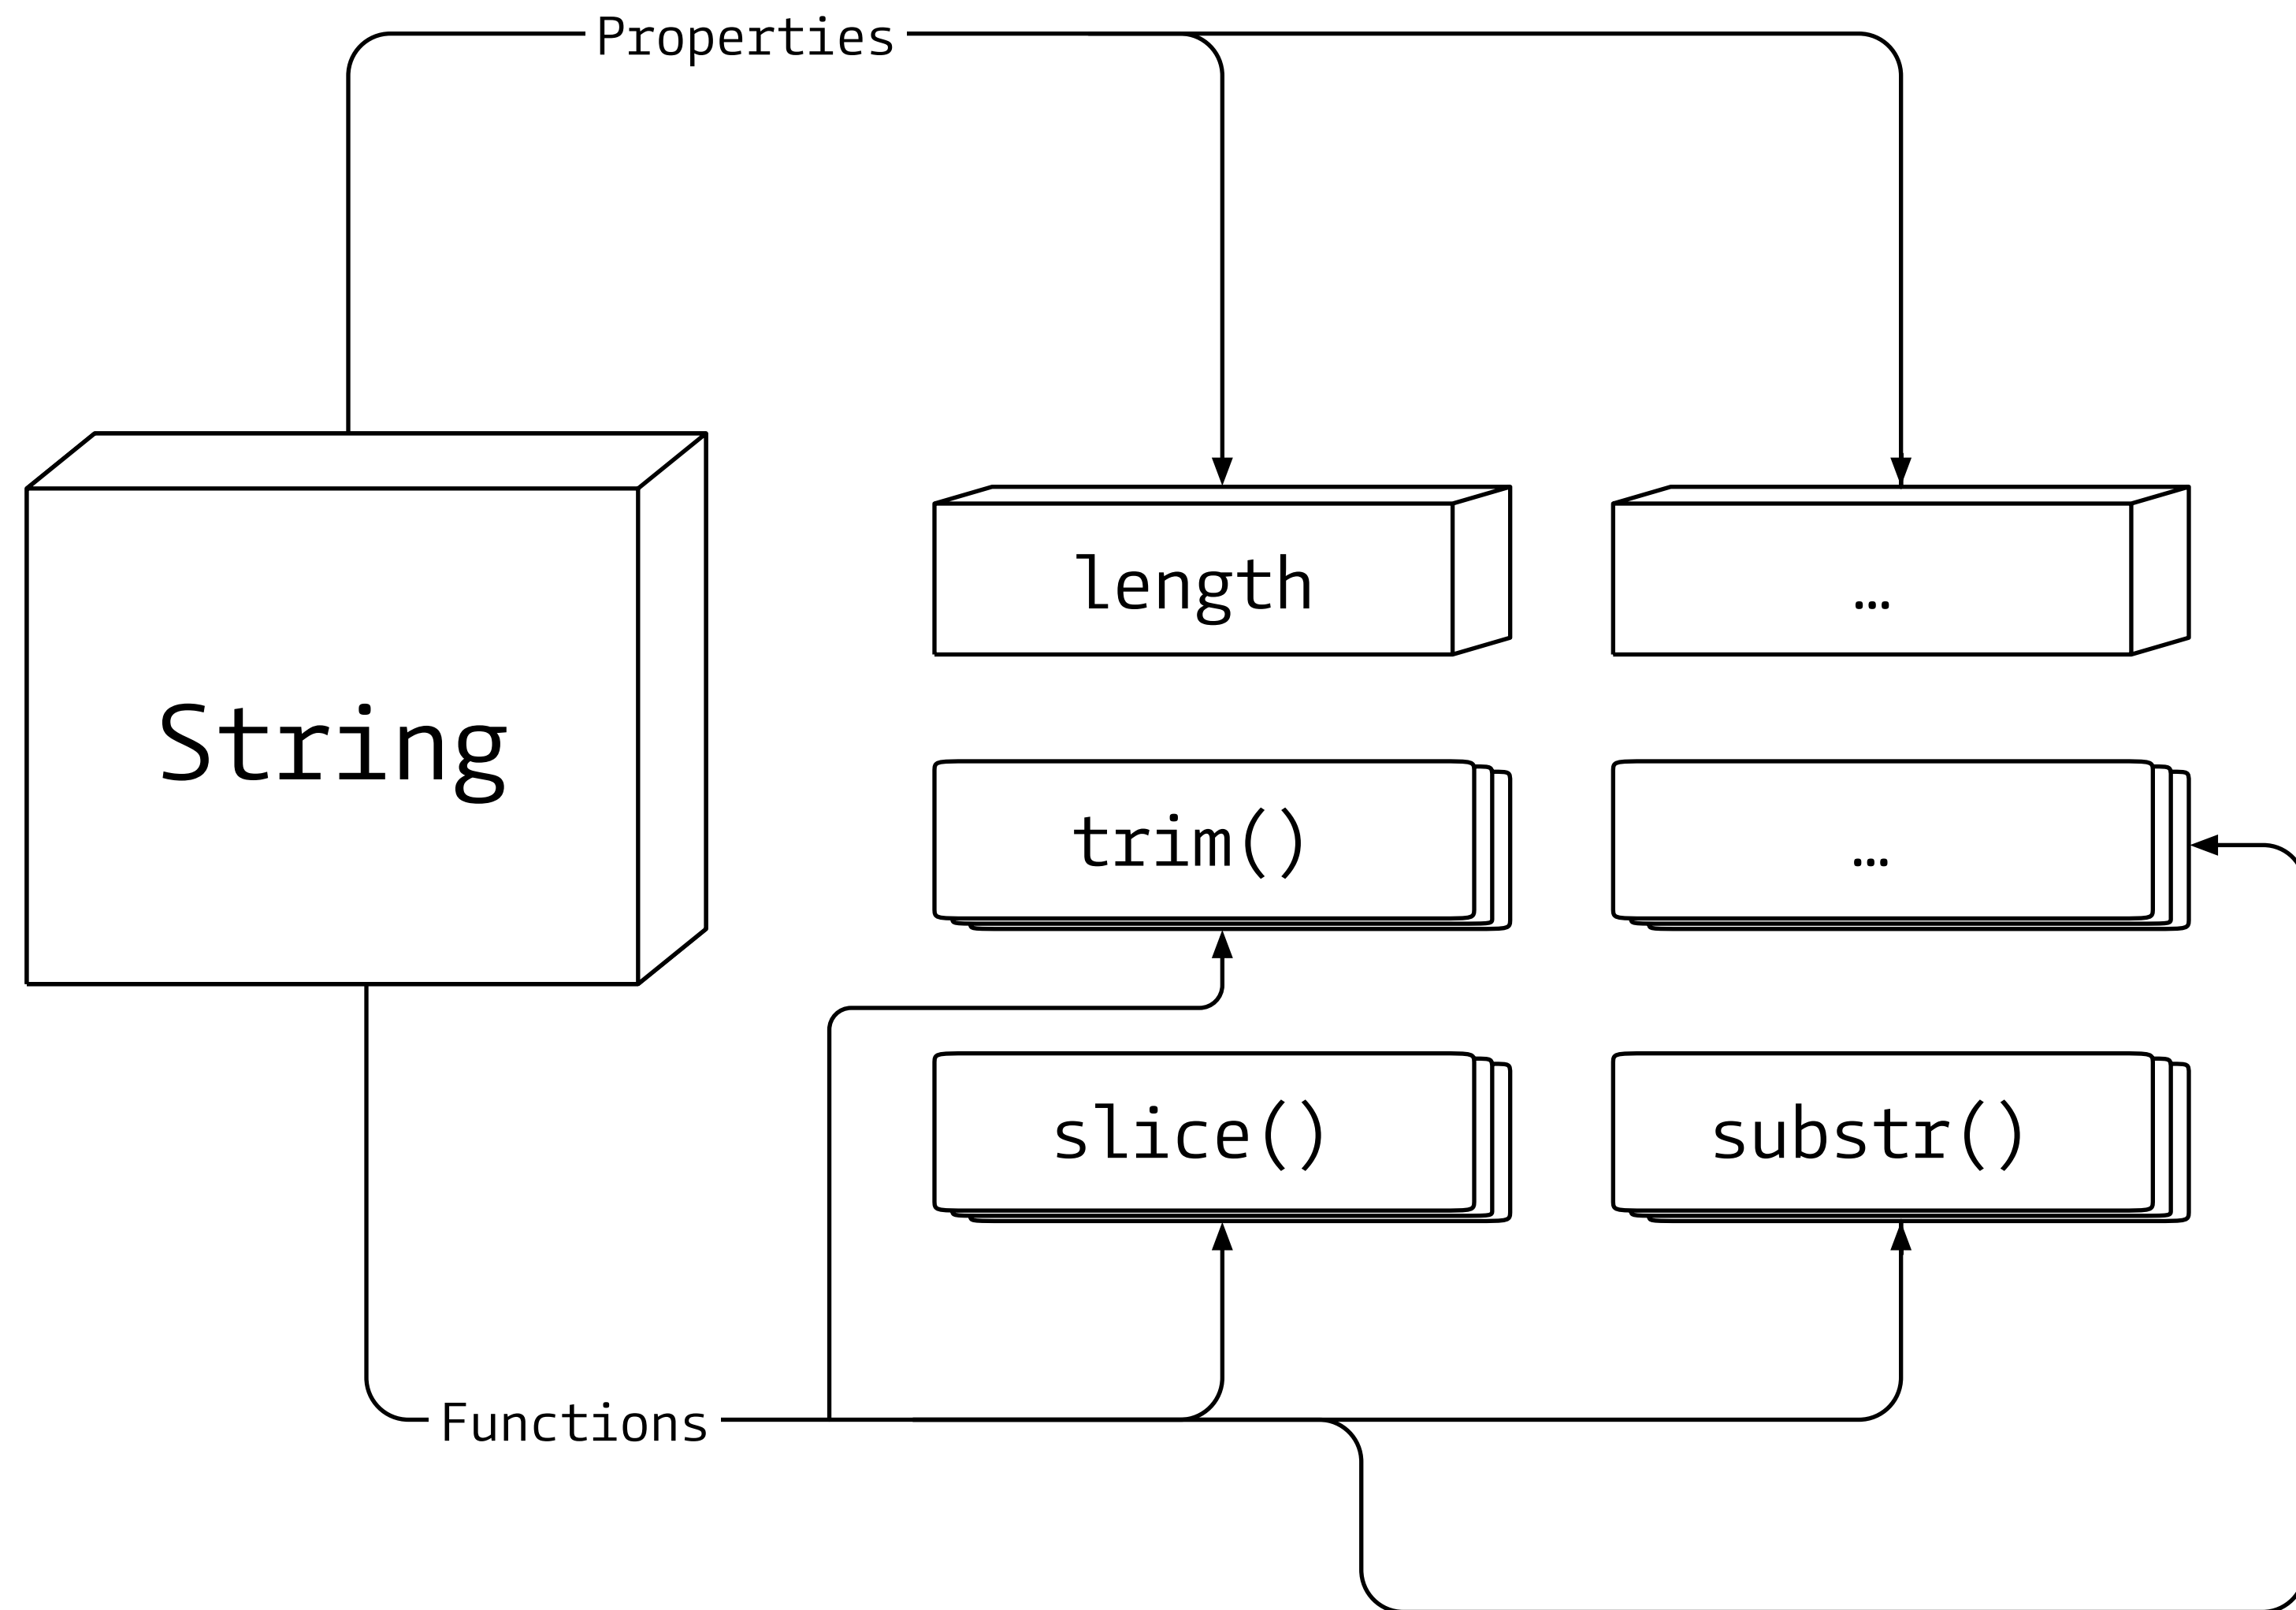 Properties
String
length
…
trim()
…
slice()
substr()
Functions